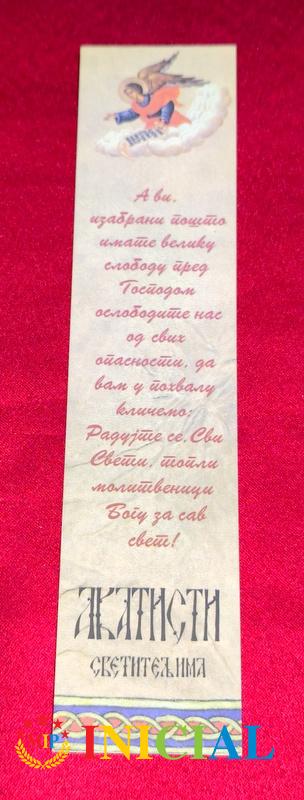 А ви,
изабрани пошто
имате велику
слободу пред
Господом
ослободите нас
од свих
опасности, да
вам у похвалу
кличемо:
Радујте се, Сви
Свети, топли
молитвеници
Богу за сав
свет!
АКАТИСТИ
СВЕТИТЕЉИМА
IP INICIAL